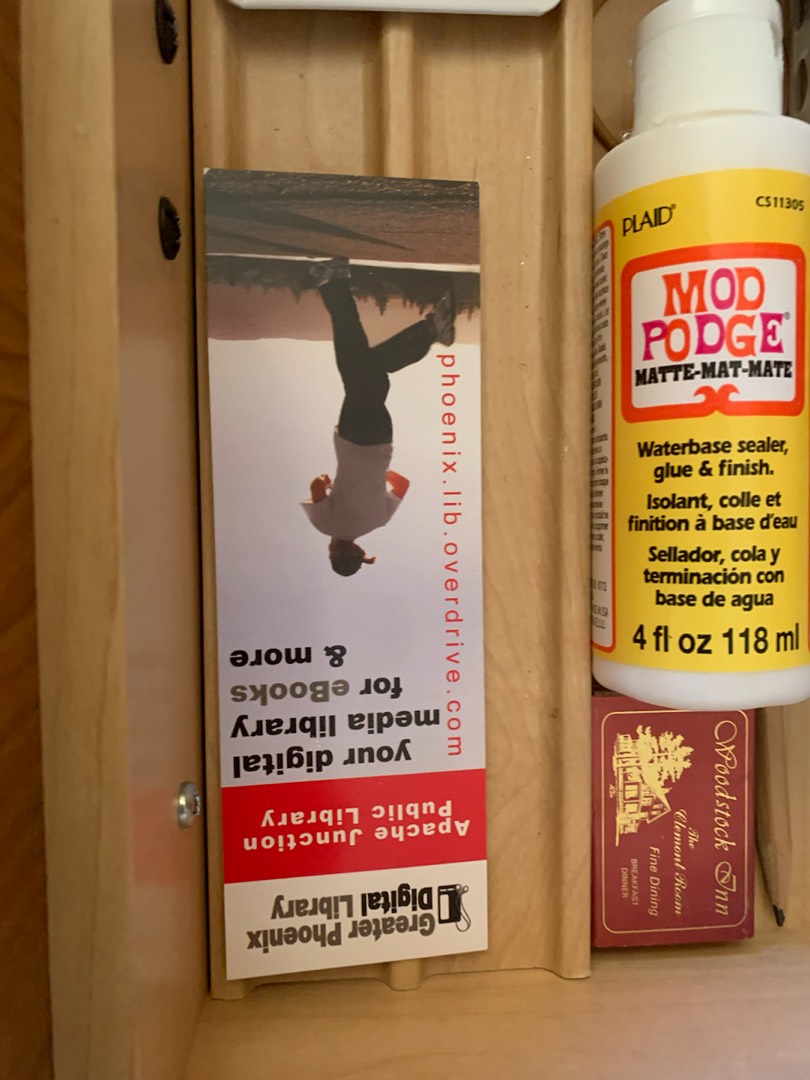 Greater Phoenix
Digital Library
Apache Junction
Public Library
your digital
media library
for eBooks
& more
phoenix.lib.overdrive.com
PLAID®
CS11305
MOD
PODGE®
MATTE-MAT-MATE
Waterbase sealer,
glue & finish.
Isolant, colle et
finition à base d'eau
Sellador, cola y
terminación con
base de agua
4 fl oz 118 ml
Woodstock Inn
The
Clement Room
Fine Dining
BREAKFAST
DINNER